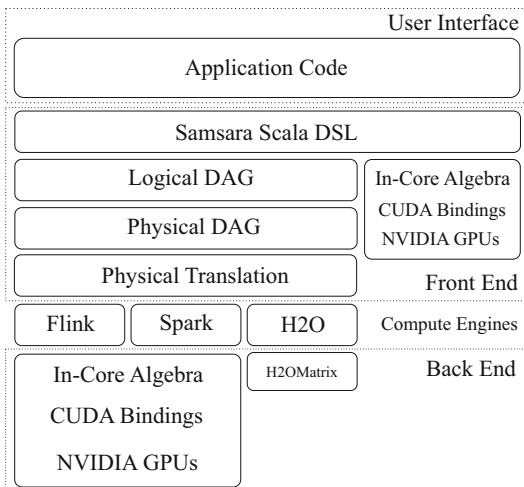 User Interface
Application Code
Samsara Scala DSL
Logical DAG
In-Core Algebra
CUDA Bindings
NVIDIA GPUs
Physical DAG
Physical Translation
Front End
Flink
Spark
H2O
Compute Engines
In-Core Algebra
CUDA Bindings
NVIDIA GPUs
H2OMatrix
Back End